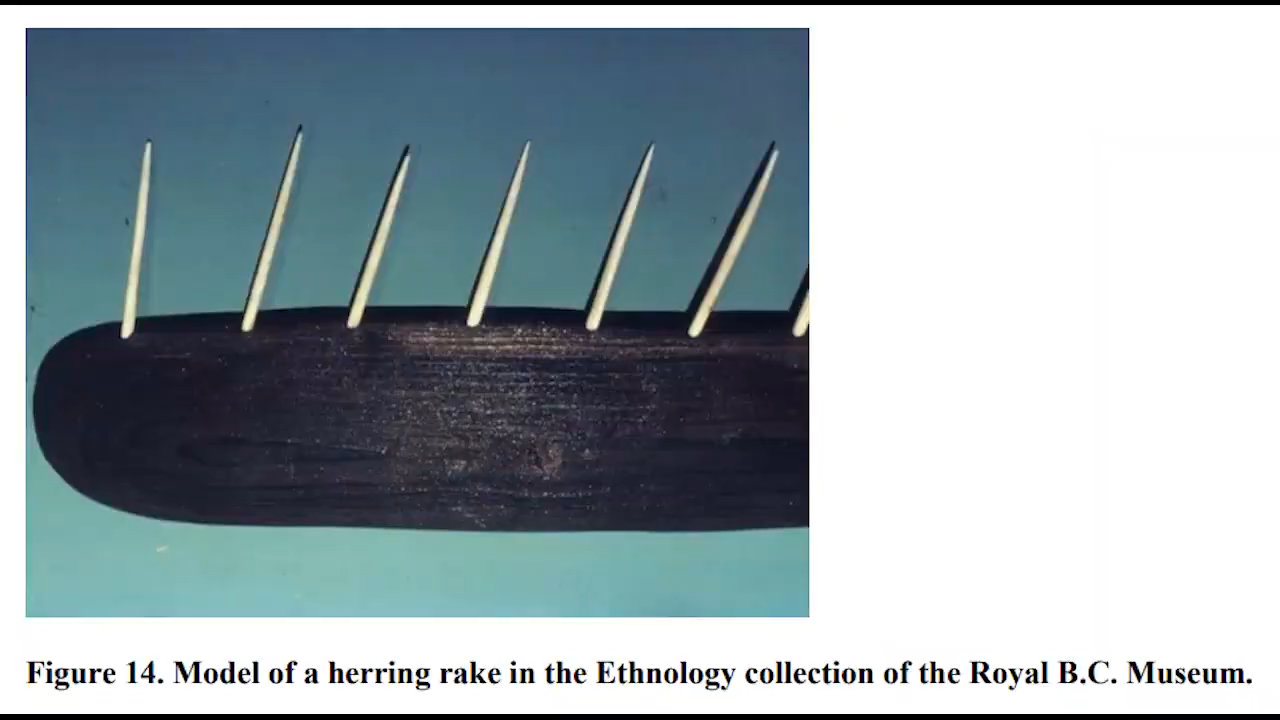 Figure 14. Model of a herring rake in the Ethnology collection of the Royal B.C. Museum.